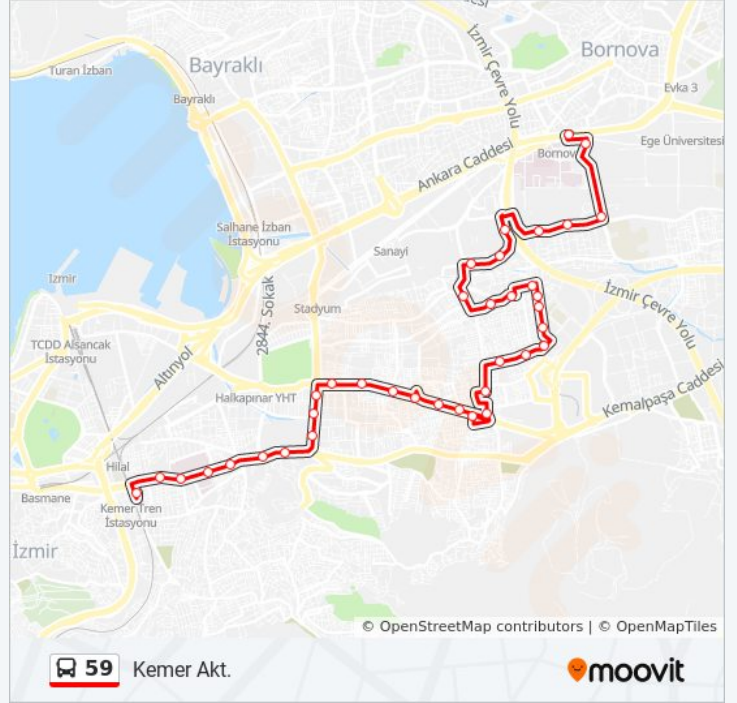 Bornova
Bayraklı
Turan İzban
İzmir Çevre Yolu
Evka 3
Bayraklı
Ankara Caddesi
Ege Üniversitesi
Bornova
Salhane İzban
İstasyonu
Sanayi
İzmir
2844. Sokak
Stadyum
İzmir Çevre Yolu
TCDD Alsancak
İstasyonu
Altınyol
Halkapınar YHT
Kemalpaşa Caddesi
Hilal
Basmane
Kemer Tren
İstasyonu
İzmir
© OpenStreetMap contributors | © OpenMapTiles
59 Kemer Akt.
moovit